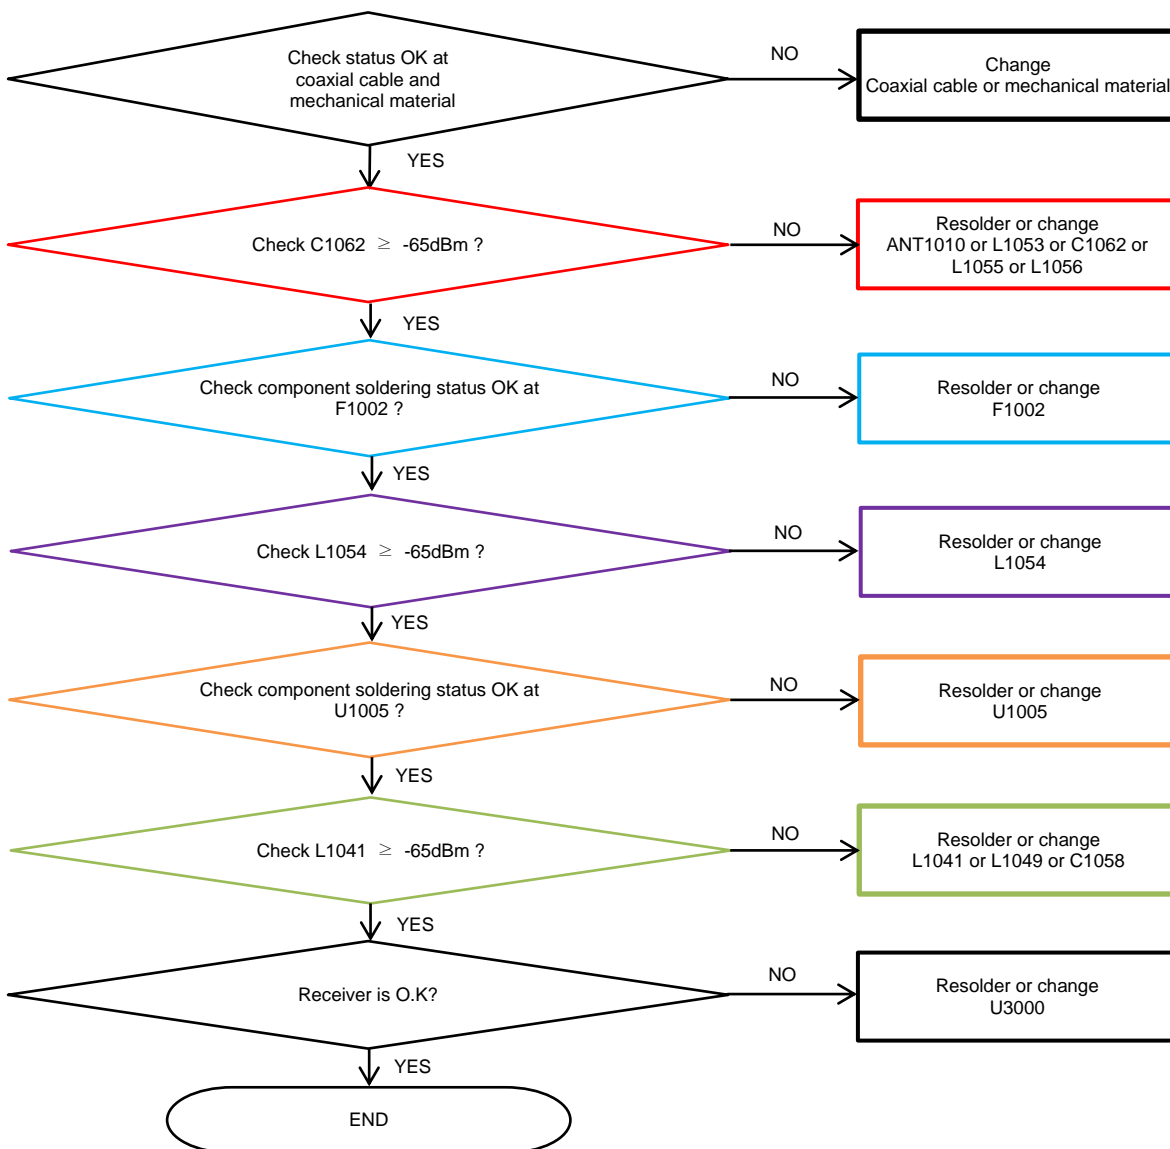 Check status OK at
coaxial cable and
mechanical material
NO
Change
Coaxial cable or mechanical material
YES
Check C1062 ≥ -65dBm ?
NO
Resolder or change
ANT1010 or L1053 or C1062 or
L1055 or L1056
YES
Check component soldering status OK at
F1002 ?
NO
Resolder or change
F1002
YES
Check L1054 ≥ -65dBm ?
NO
Resolder or change
L1054
YES
Check component soldering status OK at
U1005 ?
NO
Resolder or change
U1005
YES
Check L1041 ≥ -65dBm ?
NO
Resolder or change
L1041 or L1049 or C1058
YES
Receiver is O.K?
NO
Resolder or change
U3000
YES
END